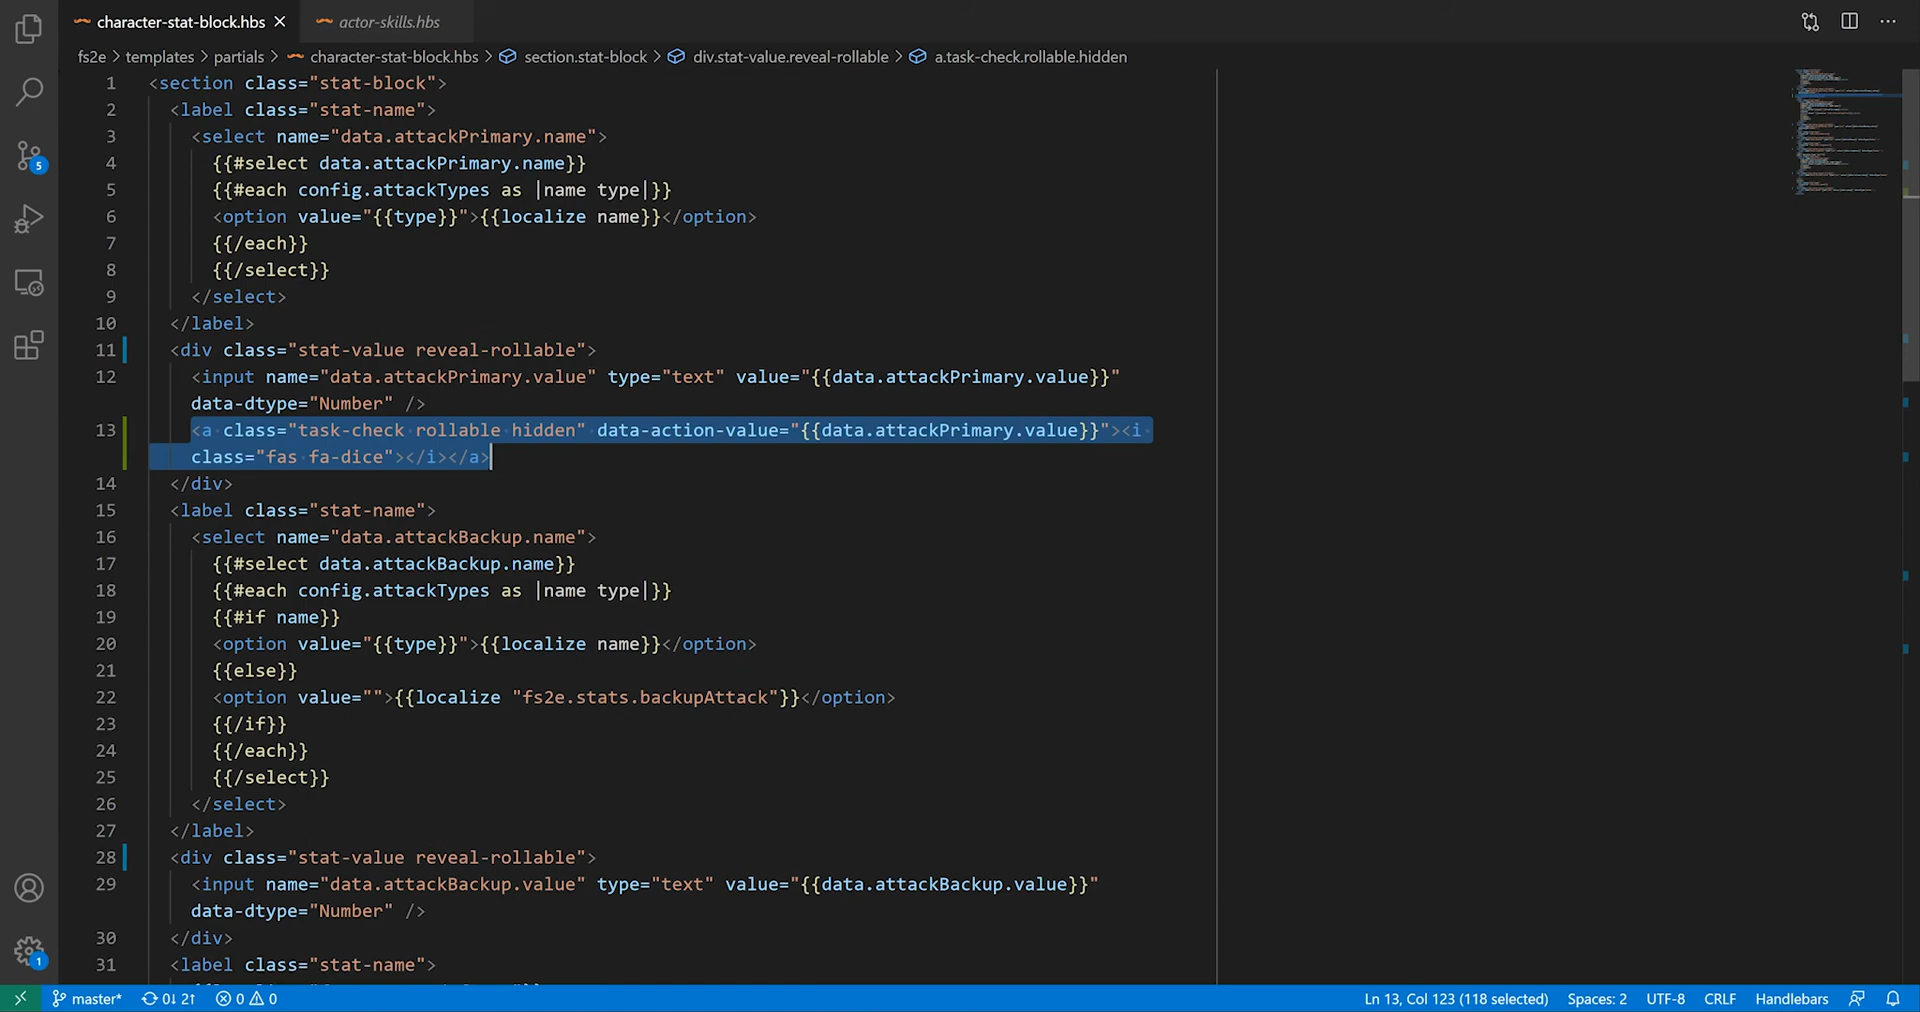 character-stat-block.hbs
actor-skills.hbs
fs2e > templates > partials > character-stat-block.hbs > section.stat-block > div.stat-value.reveal-rollable > a.task-check.rollable.hidden
1 <section class="stat-block">
2 <label class="stat-name">
3 <select name="data.attackPrimary.name">
4 {{#select data.attackPrimary.name}}
5 {{#each config.attackTypes as |name type|}}
6 <option value="{{type}}">{{localize name}}</option>
7 {{/each}}
8 {{/select}}
9 </select>
10 </label>
11 <div class="stat-value reveal-rollable">
12 <input name="data.attackPrimary.value" type="text" value="{{data.attackPrimary.value}}"
data-dtype="Number" />
13 <a class="task-check rollable hidden" data-action-value="{{data.attackPrimary.value}}"><i
class="fas fa-dice"></i></a>
14 </div>
15 <label class="stat-name">
16 <select name="data.attackBackup.name">
17 {{#select data.attackBackup.name}}
18 {{#each config.attackTypes as |name type|}}
19 {{#if name}}
20 <option value="{{type}}">{{localize name}}</option>
21 {{else}}
22 <option value="">{{localize "fs2e.stats.backupAttack"}}</option>
23 {{/if}}
24 {{/each}}
25 {{/select}}
26 </select>
27 </label>
28 <div class="stat-value reveal-rollable">
29 <input name="data.attackBackup.value" type="text" value="{{data.attackBackup.value}}"
data-dtype="Number" />
30 </div>
31 <label class="stat-name">
5
1
master* 0↓ 2↑ 0 0 Ln 13, Col 123 (118 selected) Spaces: 2 UTF-8 CRLF Handlebars